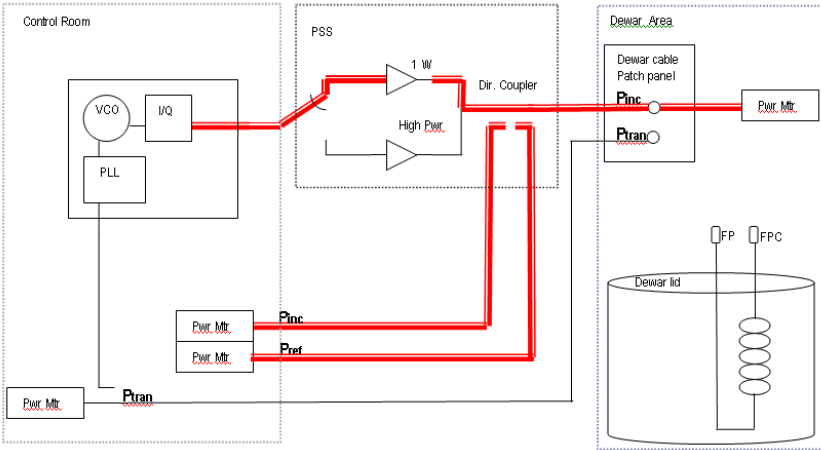 Control Room
PSS
Dewar Area
1 W
Dir. Coupler
Dewar cable
Patch panel
VCO
I/Q
Pinc
Pwr Mtr
High Pwr
Ptran
PLL
FP
FPC
Dewar lid
Pinc
Pwr Mtr
Pref
Pwr Mtr
Ptran
Pwr Mtr